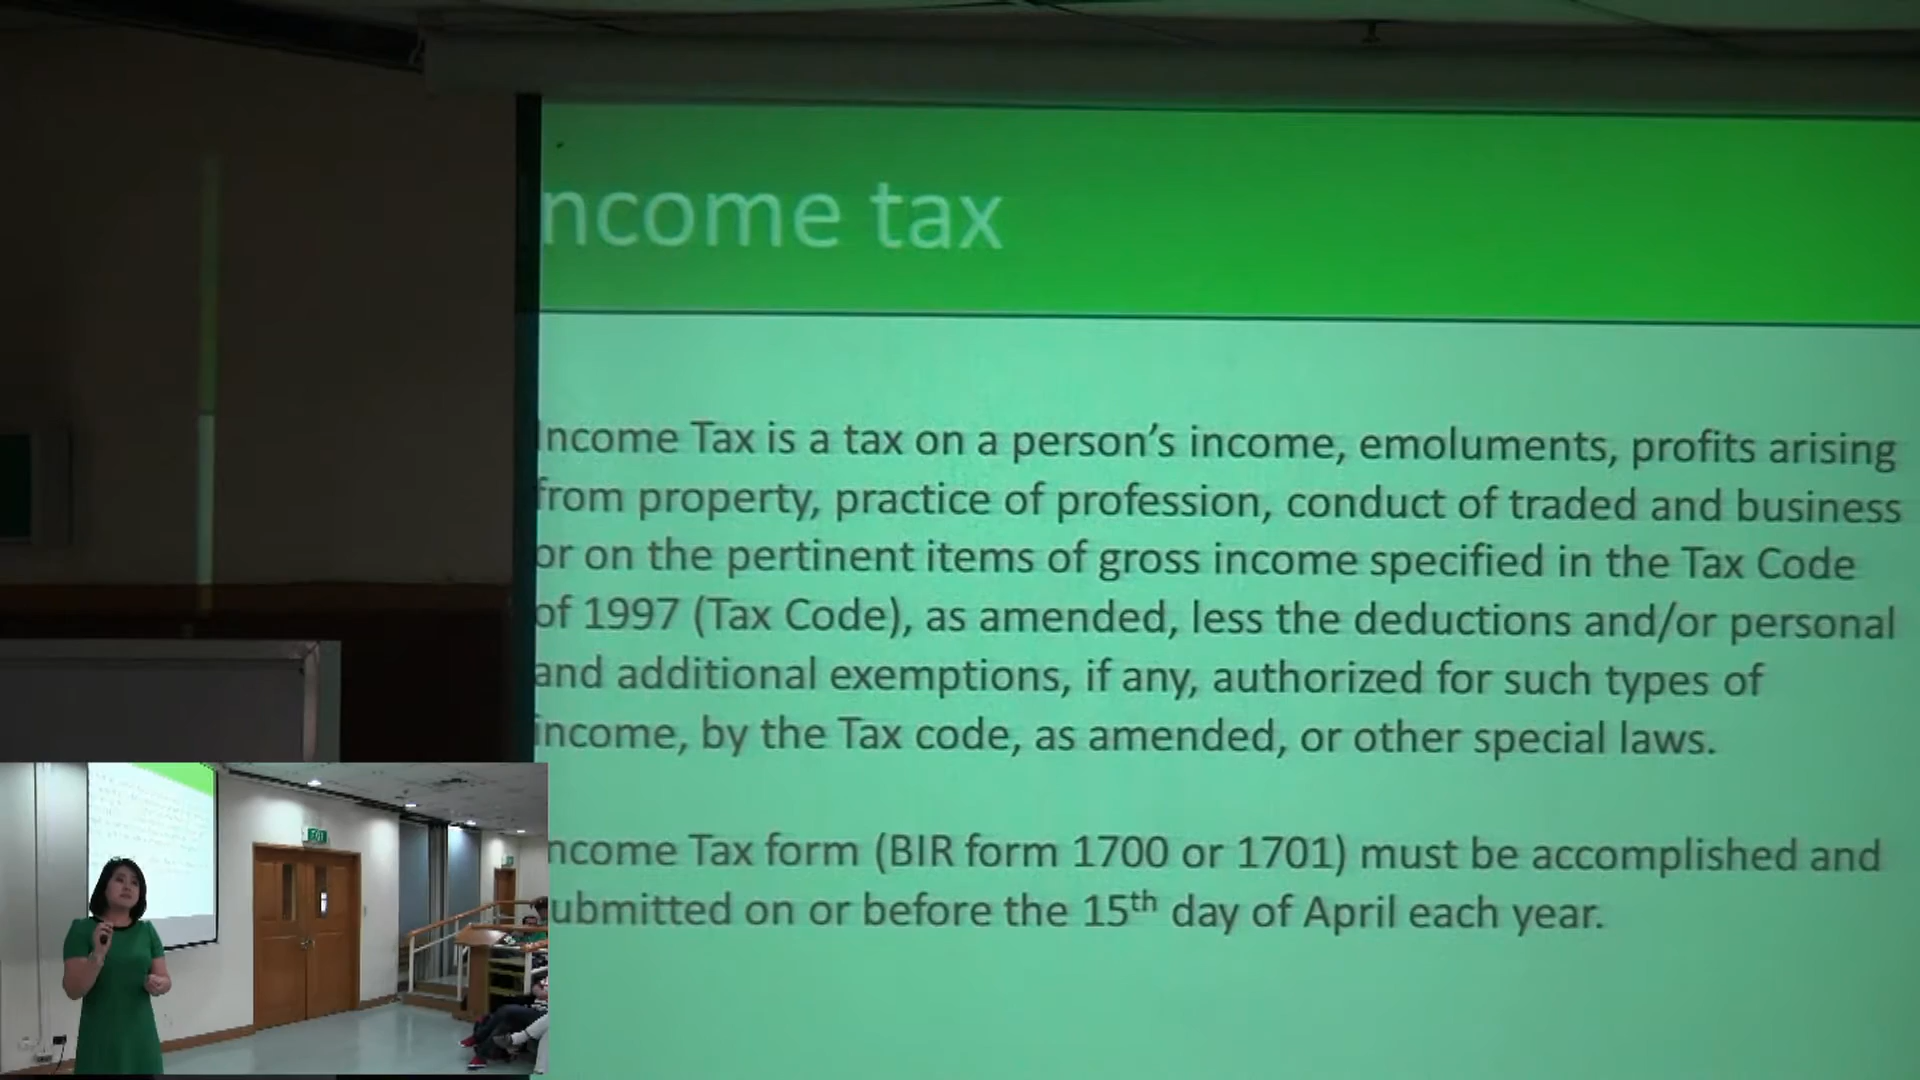 ncome tax
Income Tax is a tax on a person's income, emoluments, profits arising
from property, practice of profession, conduct of traded and business
or on the pertinent items of gross income specified in the Tax Code
of 1997 (Tax Code), as amended, less the deductions and/or personal
and additional exemptions, if any, authorized for such types of
income, by the Tax code, as amended, or other special laws.
ncome Tax form (BIR form 1700 or 1701) must be accomplished and
ubmitted on or before the 15th day of April each year.
EXIT